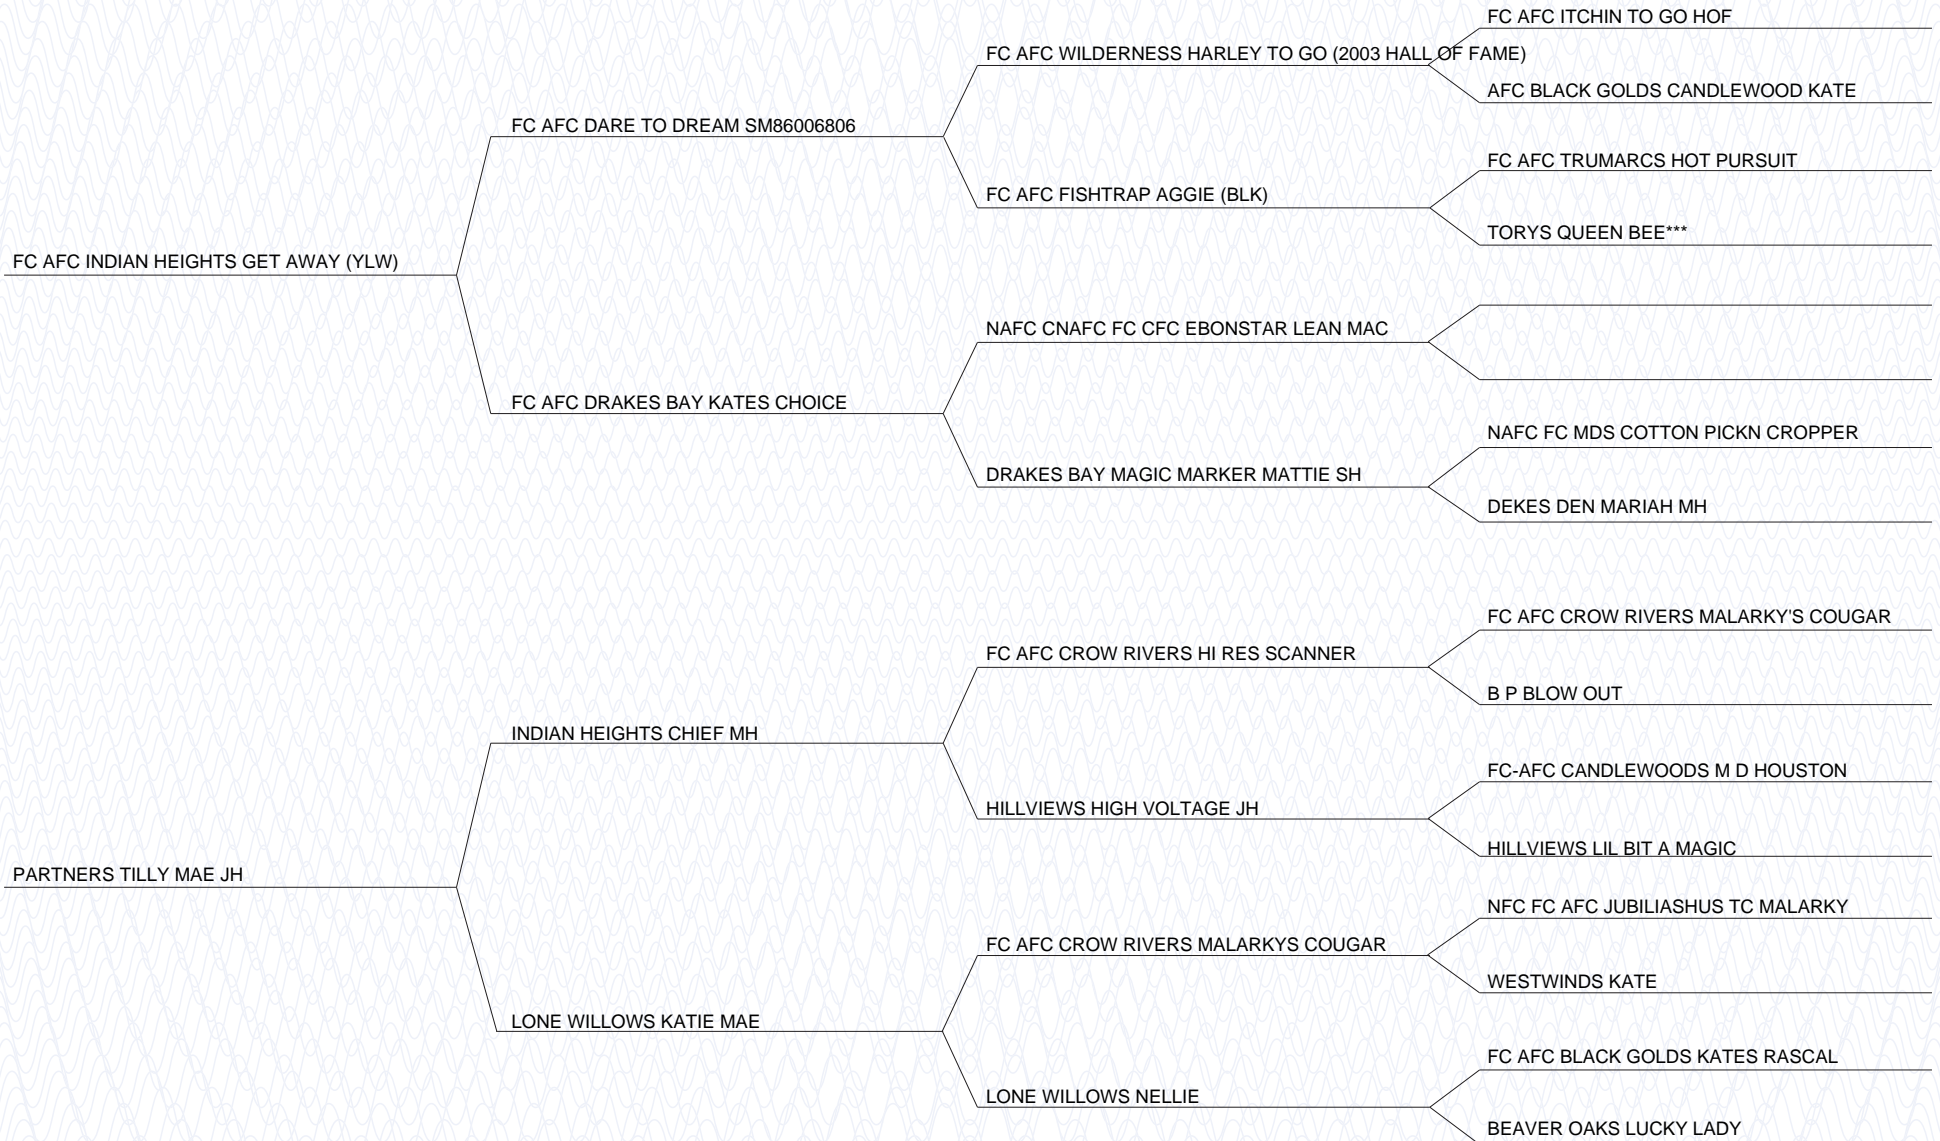 FC AFC ITCHIN TO GO HOF
FC AFC WILDERNESS HARLEY TO GO (2003 HALL OF FAME)
AFC BLACK GOLDS CANDLEWOOD KATE
FC AFC DARE TO DREAM SM86006806
FC AFC TRUMARCS HOT PURSUIT
FC AFC FISHTRAP AGGIE (BLK)
TORYS QUEEN BEE***
FC AFC INDIAN HEIGHTS GET AWAY (YLW)
NAFC CNAFC FC CFC EBONSTAR LEAN MAC
FC AFC DRAKES BAY KATES CHOICE
NAFC FC MDS COTTON PICKN CROPPER
DRAKES BAY MAGIC MARKER MATTIE SH
DEKES DEN MARIAH MH
FC AFC CROW RIVERS MALARKY'S COUGAR
FC AFC CROW RIVERS HI RES SCANNER
B P BLOW OUT
INDIAN HEIGHTS CHIEF MH
FC-AFC CANDLEWOODS M D HOUSTON
HILLVIEWS HIGH VOLTAGE JH
HILLVIEWS LIL BIT A MAGIC
PARTNERS TILLY MAE JH
NFC FC AFC JUBILIASHUS TC MALARKY
FC AFC CROW RIVERS MALARKYS COUGAR
WESTWINDS KATE
LONE WILLOWS KATIE MAE
FC AFC BLACK GOLDS KATES RASCAL
LONE WILLOWS NELLIE
BEAVER OAKS LUCKY LADY